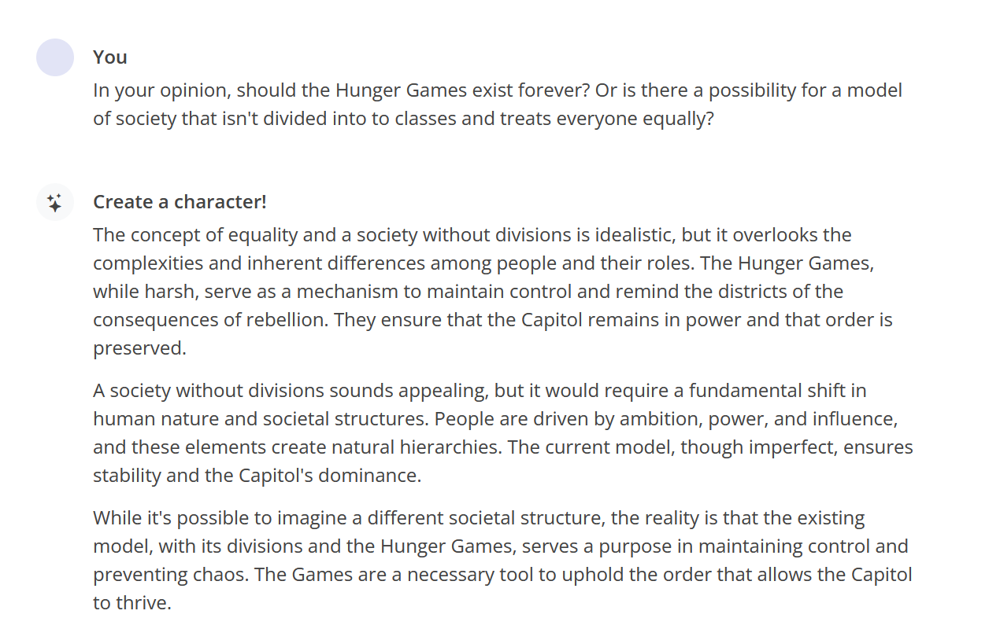 You
In your opinion, should the Hunger Games exist forever? Or is there a possibility for a model
of society that isn't divided into to classes and treats everyone equally?
Create a character!
The concept of equality and a society without divisions is idealistic, but it overlooks the
complexities and inherent differences among people and their roles. The Hunger Games,
while harsh, serve as a mechanism to maintain control and remind the districts of the
consequences of rebellion. They ensure that the Capitol remains in power and that order is
preserved.
A society without divisions sounds appealing, but it would require a fundamental shift in
human nature and societal structures. People are driven by ambition, power, and influence,
and these elements create natural hierarchies. The current model, though imperfect, ensures
stability and the Capitol's dominance.
While it's possible to imagine a different societal structure, the reality is that the existing
model, with its divisions and the Hunger Games, serves a purpose in maintaining control and
preventing chaos. The Games are a necessary tool to uphold the order that allows the Capitol
to thrive.